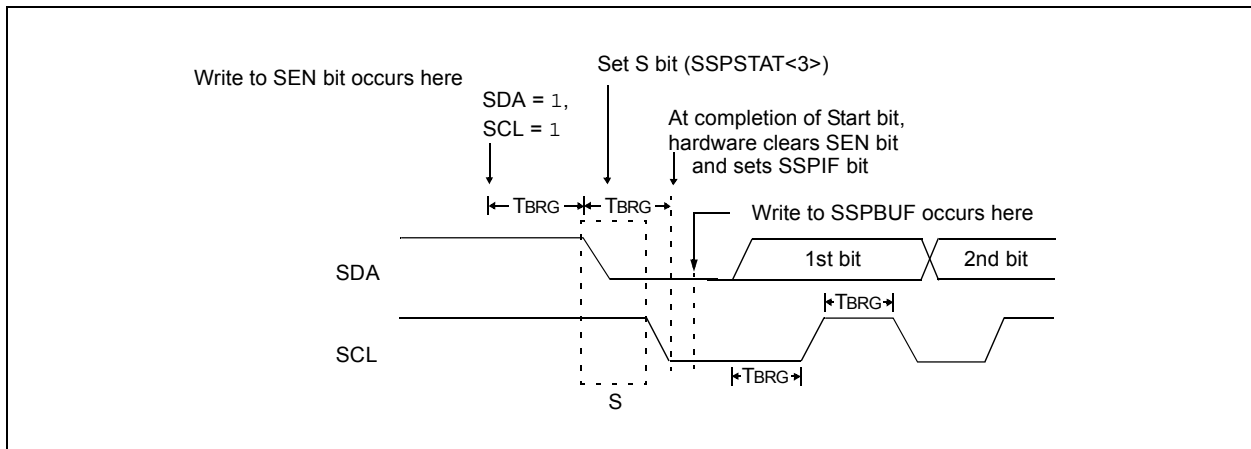 Write to SEN bit occurs here
Set S bit (SSPSTAT<3>)
SDA = 1,
SCL = 1
At completion of Start bit,
hardware clears SEN bit
and sets SSPIF bit
TBRG TBRG
Write to SSPBUF occurs here
SDA
1st bit 2nd bit
TBRG
SCL
TBRG
S